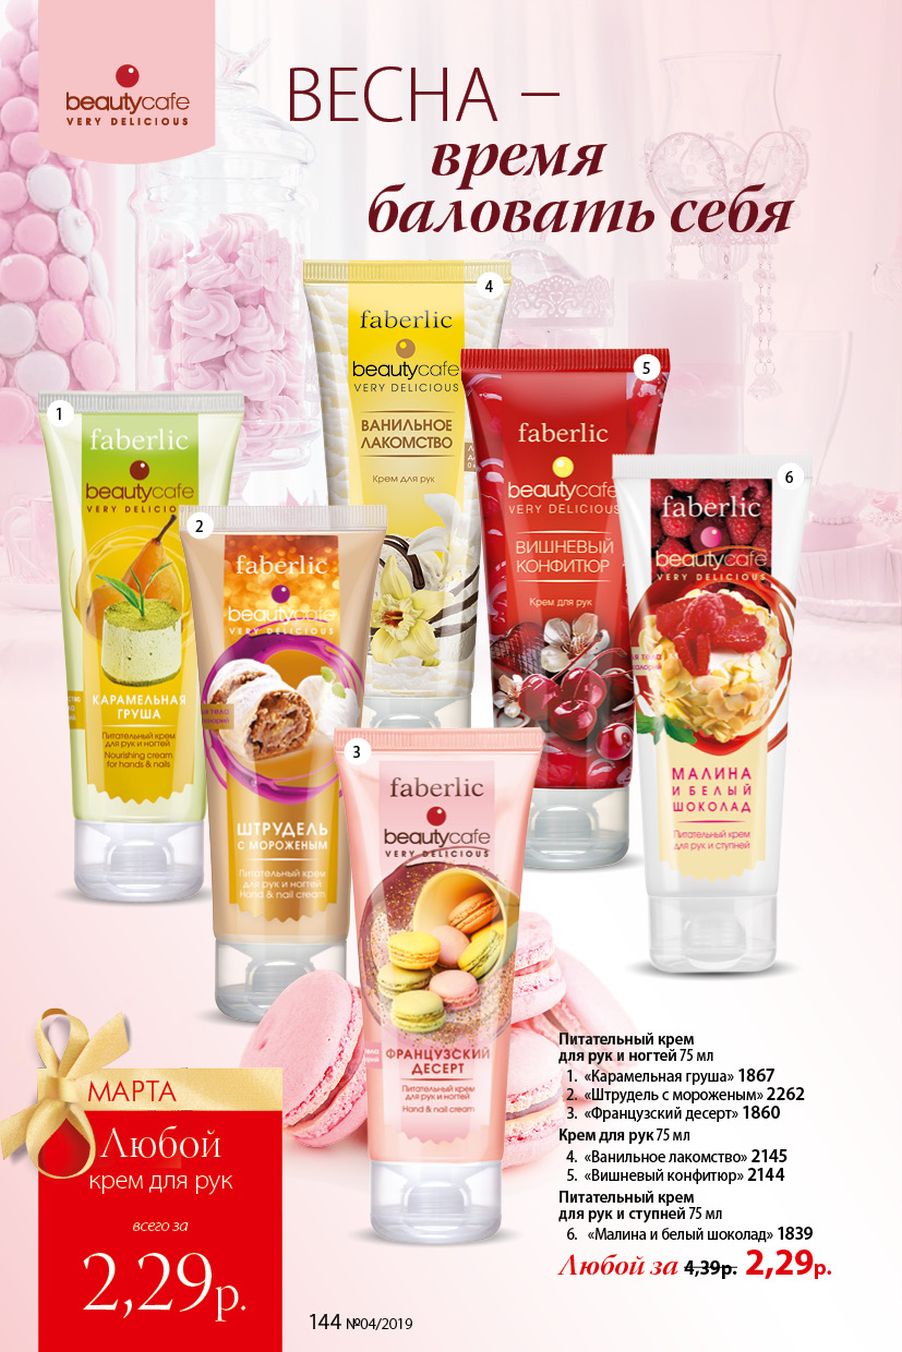 beautycafe
VERY DELICIOUS
ВЕСНА –
время
баловать себя
4
faberlic
beautycafe
VERY DELICIOUS
ВАНИЛЬНОЕ
ЛАКОМСТВО
Крем для рук
5
faberlic
beautycafe
VERY DELICIOUS
ВИШНЕВЫЙ
КОНФИТЮР
Крем для рук
1
faberlic
beautycafe
VERY DELICIOU
КАРАМЕЛЬНАЯ
ГРУША
Питательный крем
для рук и ногтей
Nourishing cream
for hands & nails
2
faberlic
beautycafe
VERY DELICIOUS
ШТРУДЕЛЬ
С МОРОЖЕНЫМ
Питательный крем
для рук и ногтей
Hand & nail cream
6
faberlic
beautycafe
VERY DELICIOUS
МАЛИНА
И БЕЛЫЙ
ШОКОЛАД
Питательный крем
для рук и ступней
3
faberlic
beautycafe
VERY DELICIOUS
ФРАНЦУЗСКИЙ
ДЕСЕРТ
Питательный крем
для рук и ногтей
Hand & nail cream
МАРТА
Любой
крем для рук
всего за
2,29р.
Питательный крем
для рук и ногтей 75 мл
1. «Карамельная груша» 1867
2. «Штрудель с мороженым» 2262
3. «Французский десерт» 1860
Крем для рук 75 мл
4. «Ванильное лакомство» 2145
5. «Вишневый конфитюр» 2144
Питательный крем
для рук и ступней 75 мл
6. «Малина и белый шоколад» 1839
Любой за 4,39р. 2,29р.
144 №04/2019